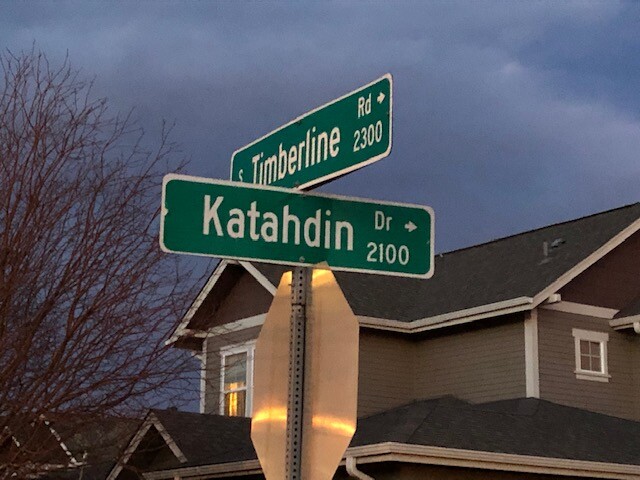 S Timberline Rd →
2300
Katahdin Dr →
2100